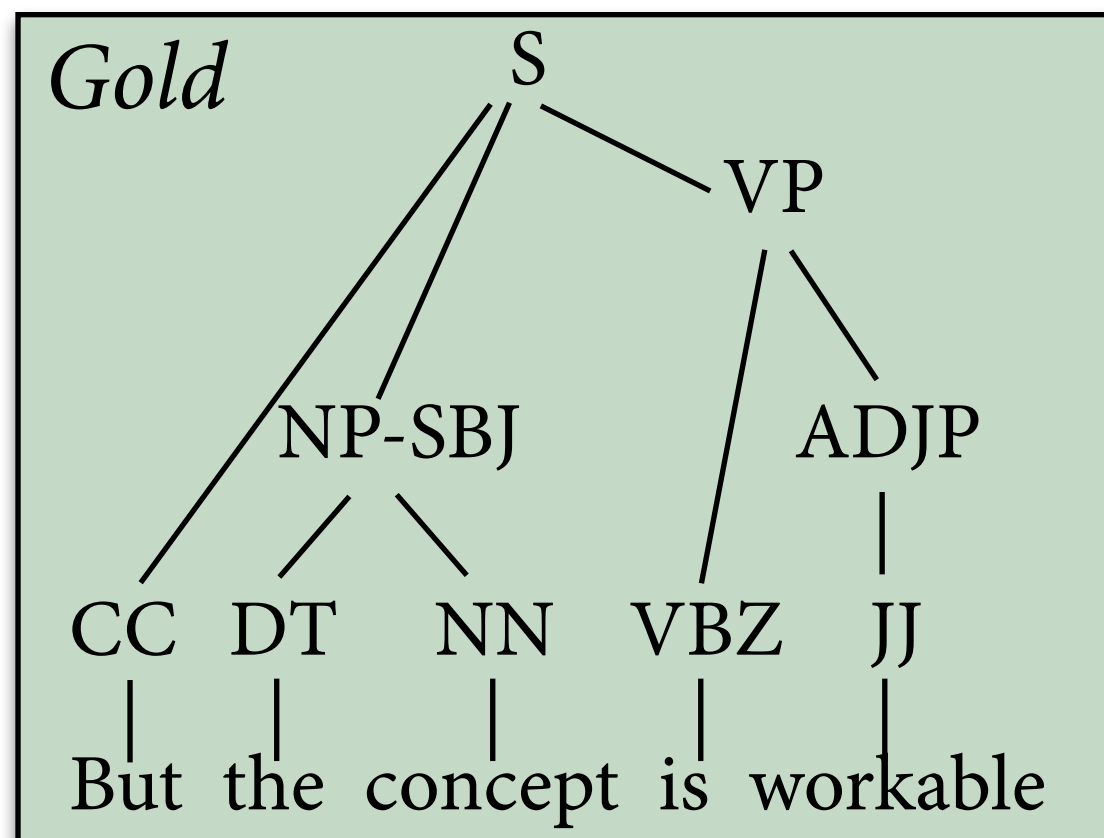 Gold
S
VP
NP-SBJ ADJP
CC DT NN VBZ JJ
But the concept is workable